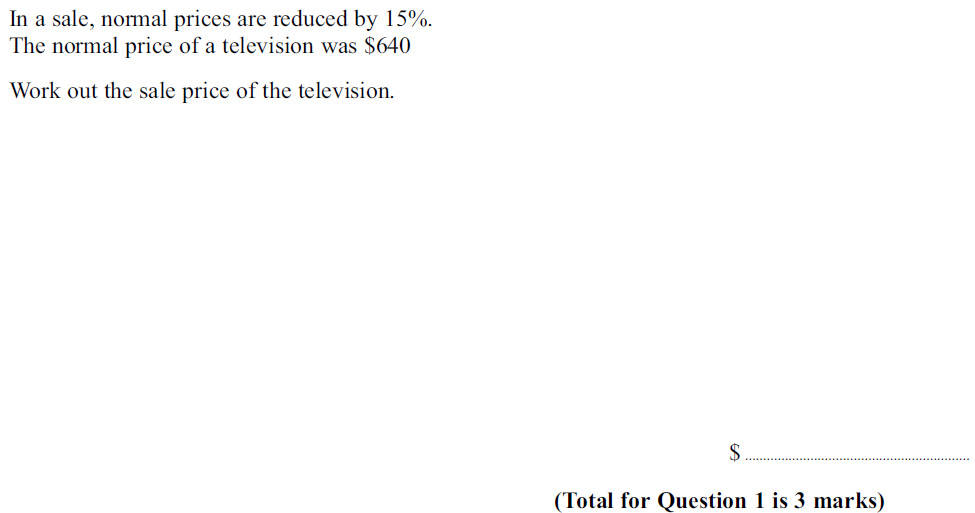 In a sale, normal prices are reduced by 15%.
The normal price of a television was $640
Work out the sale price of the television.
$ ................................................................
(Total for Question 1 is 3 marks)